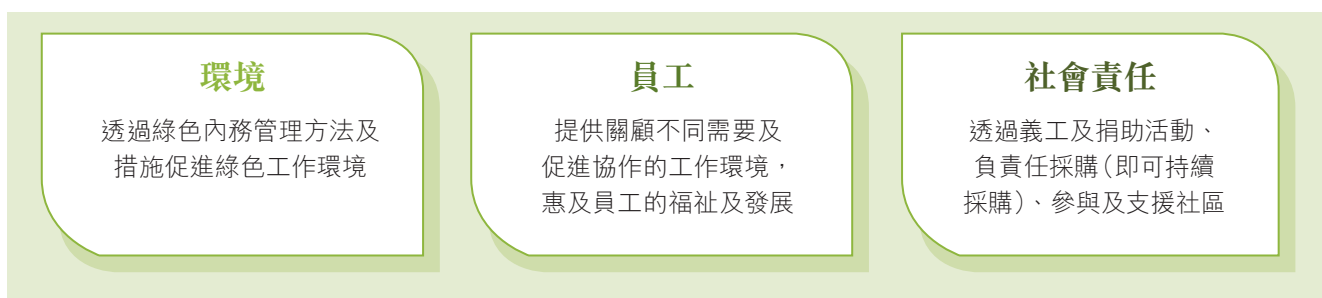 環境
透過綠色內務管理方法及
措施促進綠色工作環境
員工
提供關顧不同需要及
促進協作的工作環境，
惠及員工的福祉及發展
社會責任
透過義工及捐助活動、
負責任採購（即可持續
採購）、參與及支援社區